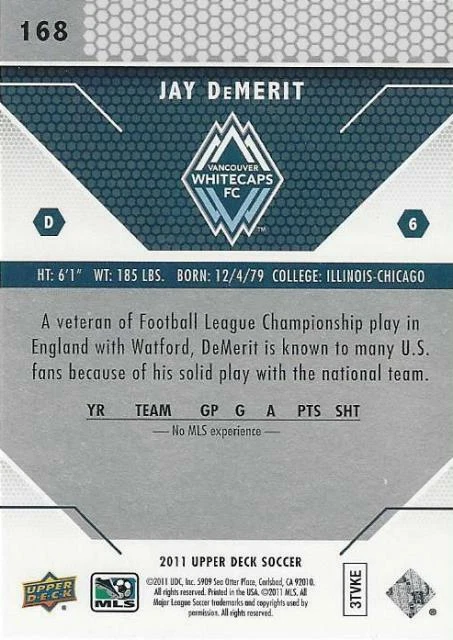 168
JAY DeMERIT
VANCOUVER
WHITECAPS
FC
™
D
6
HT: 6'1" WT: 185 LBS. BORN: 12/4/79 COLLEGE: ILLINOIS-CHICAGO
A veteran of Football League Championship play in
England with Watford, DeMerit is known to many U.S.
fans because of his solid play with the national team.
YR TEAM GP G A PTS SHT
— No MLS experience —
2011 UPPER DECK SOCCER
UPPER
DECK
®
MLS
®
©2011 UDC, Inc. 5909 Sea Otter Place, Carlsbad, CA 92010.
All rights reserved. Printed in the USA. ©2011 MLS. All
Major League Soccer trademarks and copyrights used by
permission. All rights reserved.
3TVKE
®